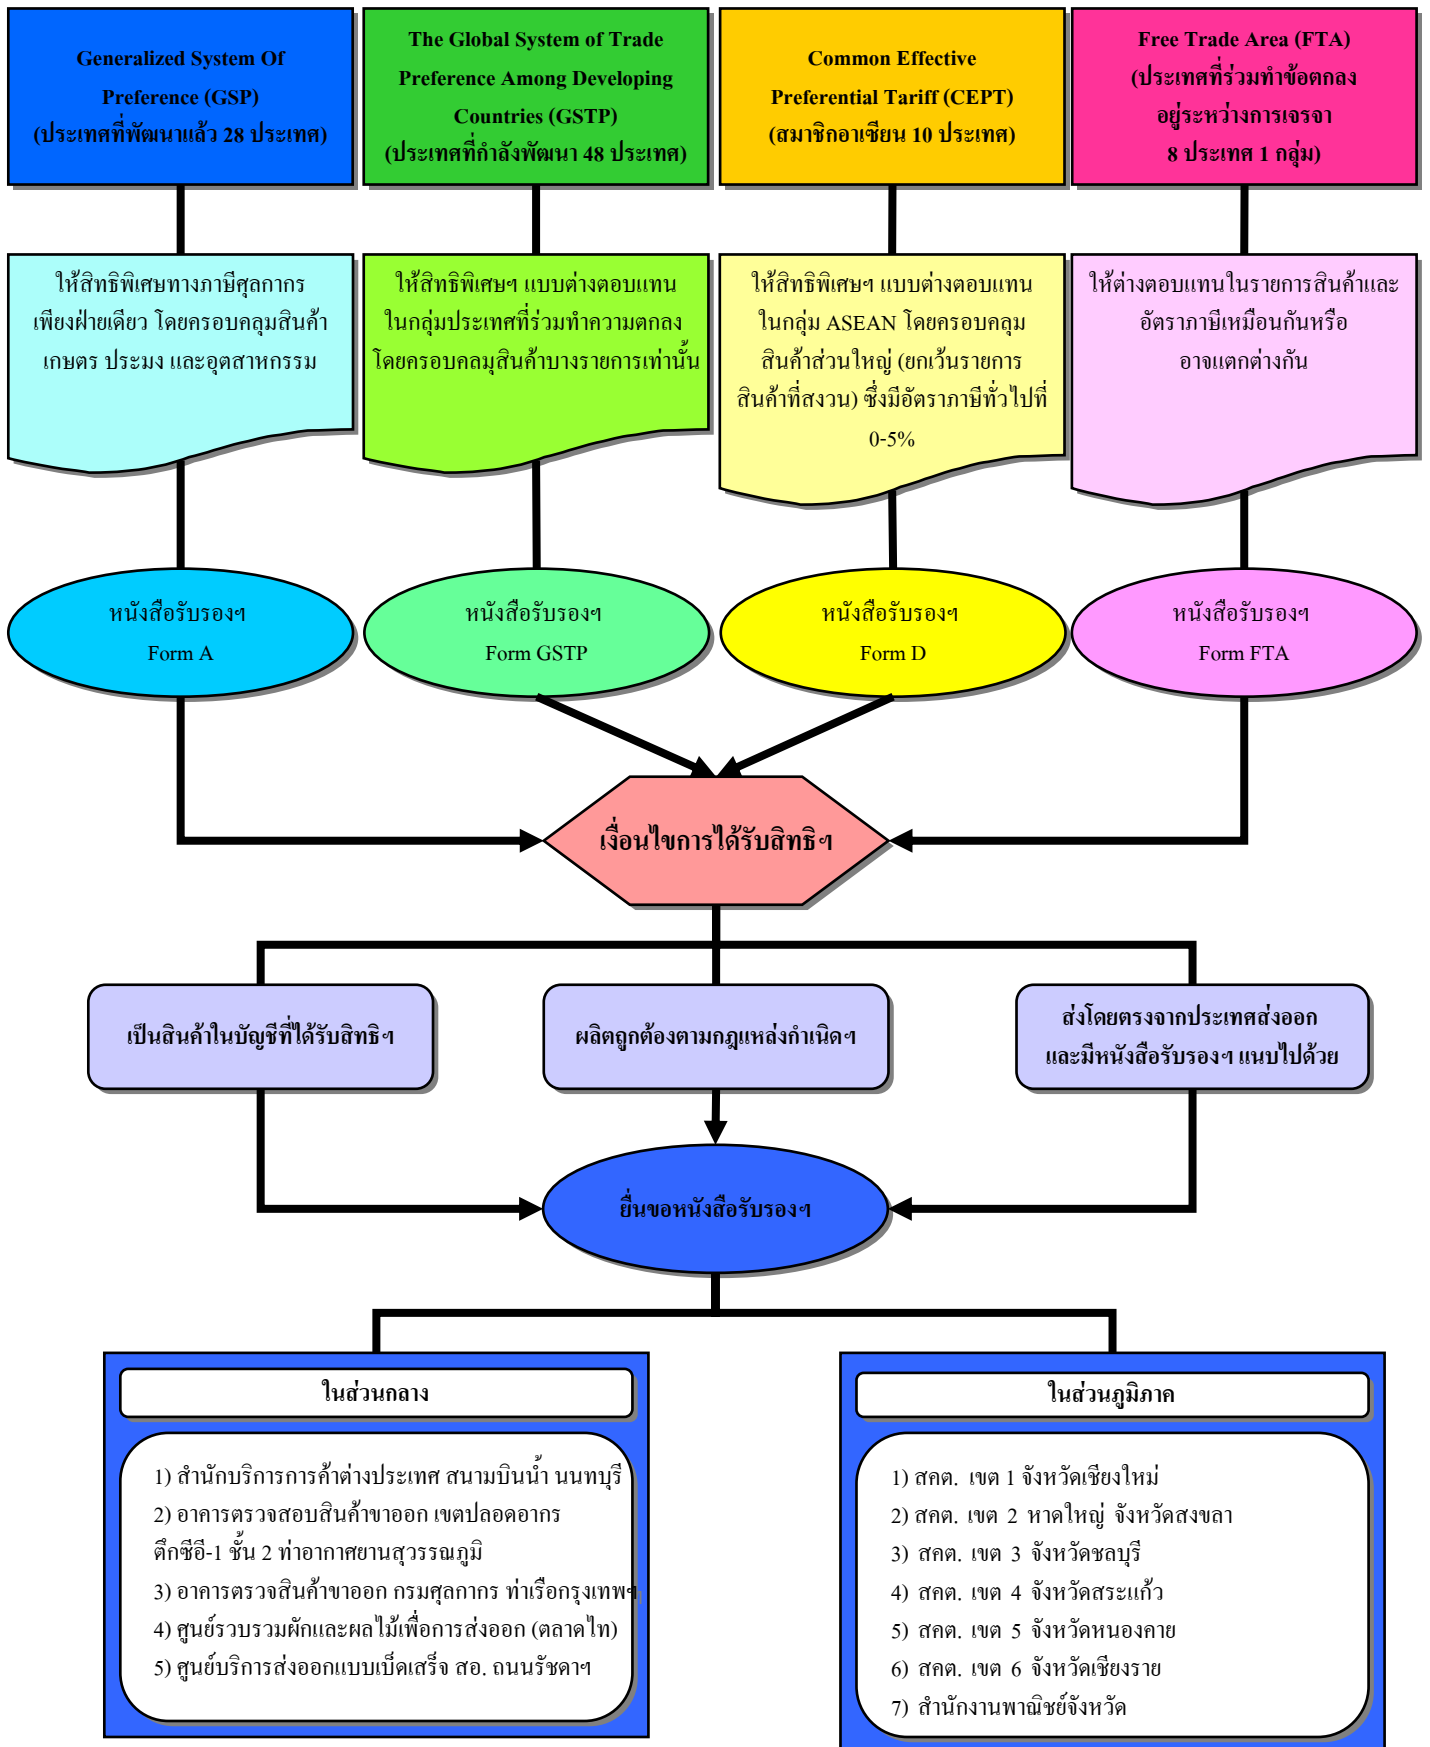 Generalized System Of
Preference (GSP)
(ประเทศที่พัฒนาแล้ว 28 ประเทศ)
The Global System of Trade
Preference Among Developing
Countries (GSTP)
(ประเทศที่กำลังพัฒนา 48 ประเทศ)
Common Effective
Preferential Tariff (CEPT)
(สมาชิกอาเซียน 10 ประเทศ)
Free Trade Area (FTA)
(ประเทศที่ร่วมทำข้อตกลง
อยู่ระหว่างการเจรจา
8 ประเทศ 1 กลุ่ม)
ให้สิทธิพิเศษทางภาษีศุลกากร
เพียงฝ่ายเดียว โดยครอบคลุมสินค้า
เกษตร ประมง และอุตสาหกรรม
ให้สิทธิพิเศษฯ แบบต่างตอบแทน
ในกลุ่มประเทศที่ร่วมทำความตกลง
โดยครอบคลมุสินค้าบางรายการเท่านั้น
ให้สิทธิพิเศษฯ แบบต่างตอบแทน
ในกลุ่ม ASEAN โดยครอบคลุม
สินค้าส่วนใหญ่ (ยกเว้นรายการ
สินค้าที่สงวน) ซึ่งมีอัตราภาษีทั่วไปที่
0-5%
ให้ต่างตอบแทนในรายการสินค้าและ
อัตราภาษีเหมือนกันหรือ
อาจแตกต่างกัน
หนังสือรับรองฯ
Form A
หนังสือรับรองฯ
Form GSTP
หนังสือรับรองฯ
Form D
หนังสือรับรองฯ
Form FTA
เงื่อนไขการได้รับสิทธิฯ
เป็นสินค้าในบัญชีที่ได้รับสิทธิฯ
ผลิตถูกต้องตามกฎแหล่งกำเนิดฯ
ส่งโดยตรงจากประเทศส่งออก
และมีหนังสือรับรองฯ แนบไปด้วย
ยื่นขอหนังสือรับรองฯ
ในส่วนกลาง
1) สำนักบริการการค้าต่างประเทศ สนามบินน้ำ นนทบุรี
2) อาคารตรวจสอบสินค้าขาออก เขตปลอดอากร
ตึกซีอี-1 ชั้น 2 ท่าอากาศยานสุวรรณภูมิ
3) อาคารตรวจสินค้าขาออก กรมศุลกากร ท่าเรือกรุงเทพฯ
4) ศูนย์รวบรวมผักและผลไม้เพื่อการส่งออก (ตลาดไท)
5) ศูนย์บริการส่งออกแบบเบ็ดเสร็จ สอ. ถนนรัชดาฯ
ในส่วนภูมิภาค
1) สคต. เขต 1 จังหวัดเชียงใหม่
2) สคต. เขต 2 หาดใหญ่ จังหวัดสงขลา
3) สคต. เขต 3 จังหวัดชลบุรี
4) สคต. เขต 4 จังหวัดสระแก้ว
5) สคต. เขต 5 จังหวัดหนองคาย
6) สคต. เขต 6 จังหวัดเชียงราย
7) สำนักงานพาณิชย์จังหวัด